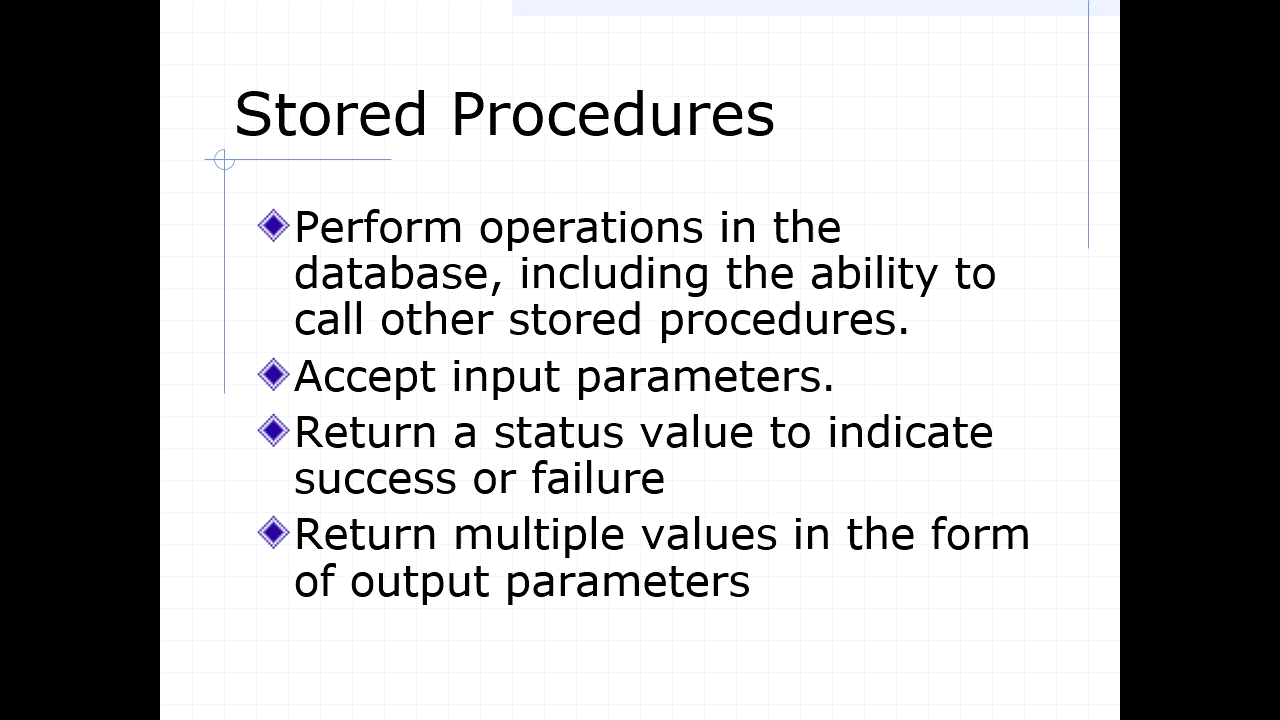 Stored Procedures
Perform operations in the
database, including the ability to
call other stored procedures.
Accept input parameters.
Return a status value to indicate
success or failure
Return multiple values in the form
of output parameters